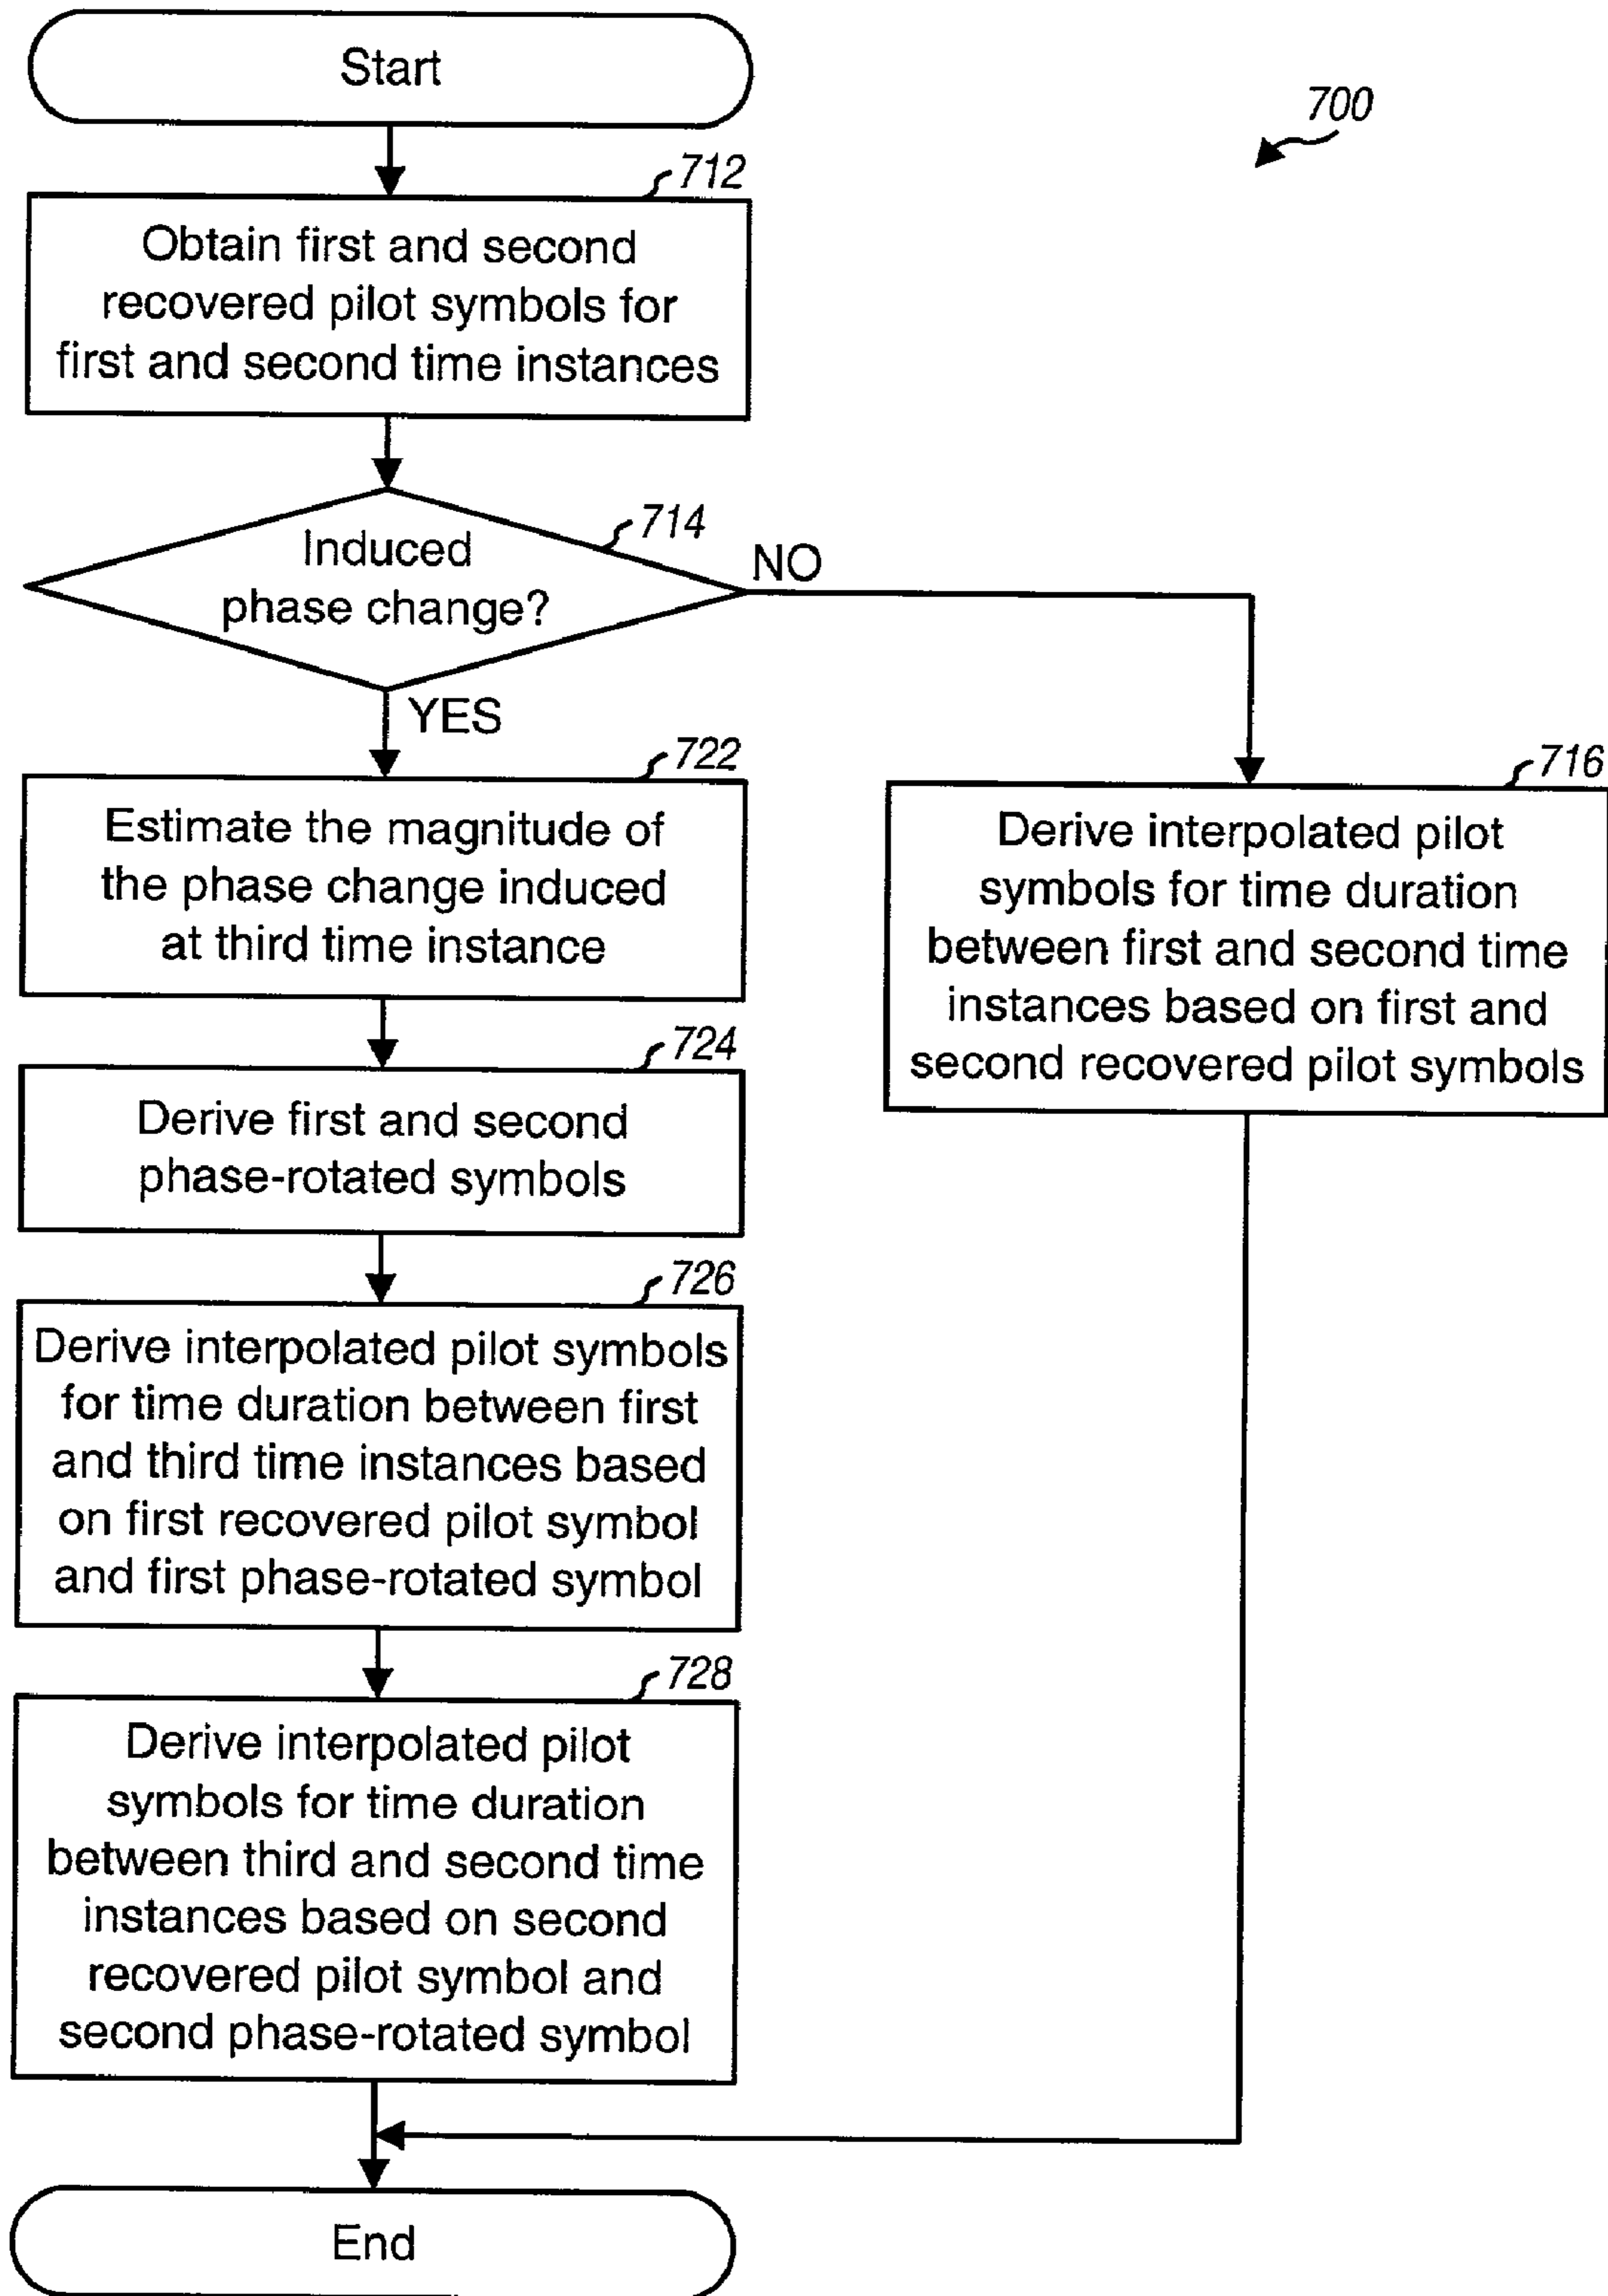 Start
700
712
Obtain first and second
recovered pilot symbols for
first and second time instances
714
Induced
phase change?
NO
YES
722
Estimate the magnitude of
the phase change induced
at third time instance
716
Derive interpolated pilot
symbols for time duration
between first and second time
instances based on first and
second recovered pilot symbols
724
Derive first and second
phase-rotated symbols
726
Derive interpolated pilot symbols
for time duration between first
and third time instances based
on first recovered pilot symbol
and first phase-rotated symbol
728
Derive interpolated pilot
symbols for time duration
between third and second time
instances based on second
recovered pilot symbol and
second phase-rotated symbol
End